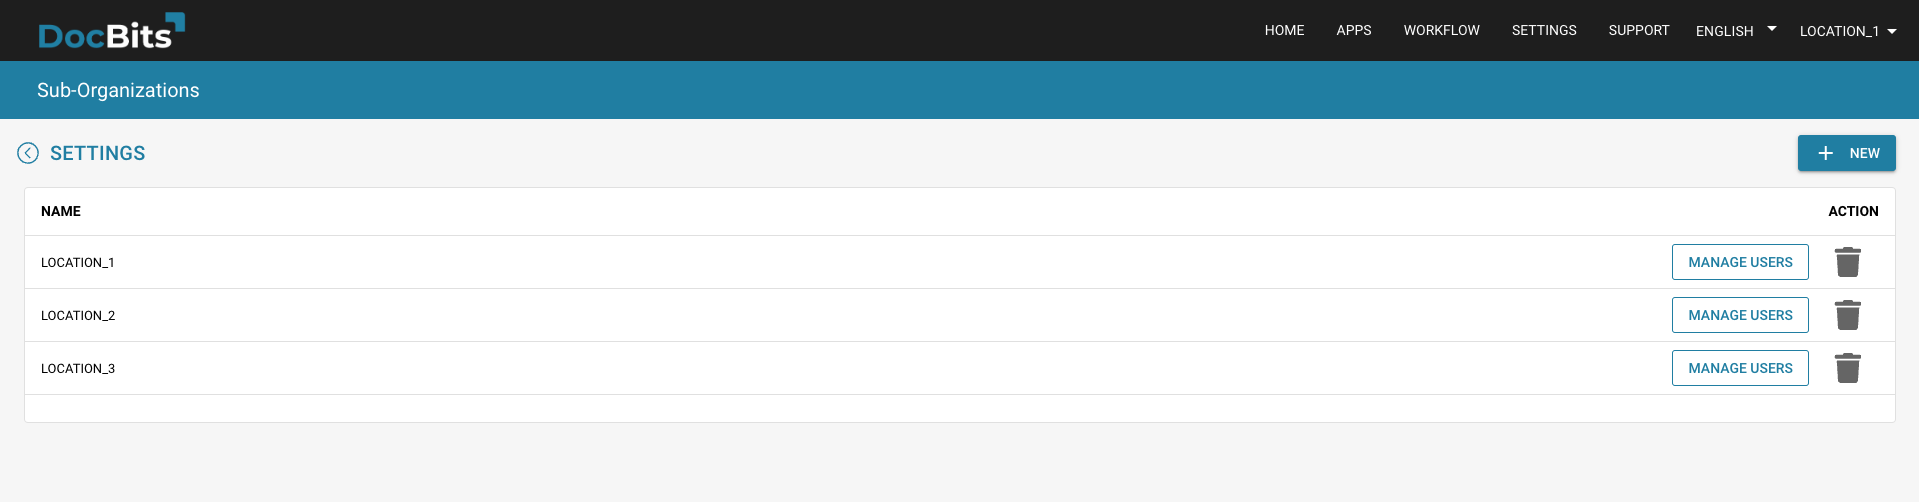 DocBits HOME APPS WORKFLOW SETTINGS SUPPORT ENGLISH LOCATION_1
Sub-Organizations
SETTINGS NEW
NAME ACTION
LOCATION_1 MANAGE USERS
LOCATION_2 MANAGE USERS
LOCATION_3 MANAGE USERS